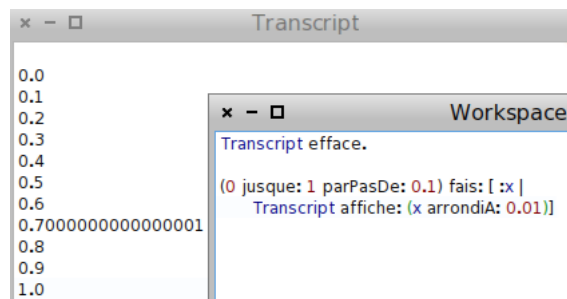 Transcript
0.0
0.1
0.2
0.3
0.4
0.5
0.6
0.7000000000000001
0.8
0.9
1.0
Workspace
Transcript efface.
(0 jusque: 1 parPasDe: 0.1) fais: [ :x |
Transcript affiche: (x arrondiA: 0.01)]